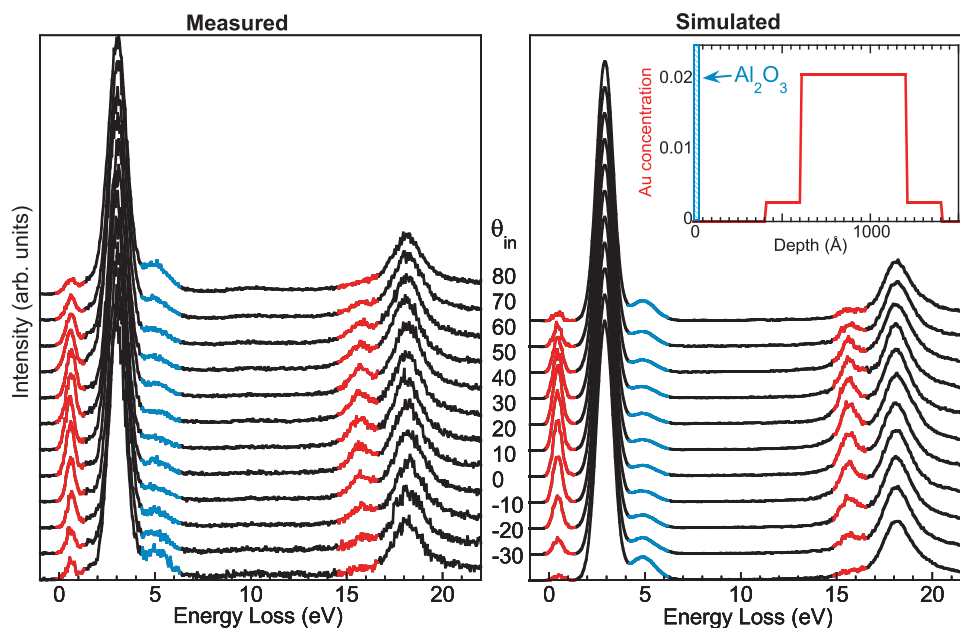 Measured
Simulated
Intensity (arb. units)
θin
80
70
60
50
40
30
20
10
0
-10
-20
-30
0 5 10 15 20
Energy Loss (eV)
Al2O3
Au concentration
0.02
0.01
0
0 1000
Depth (Å)
0 5 10 15 20
Energy Loss (eV)